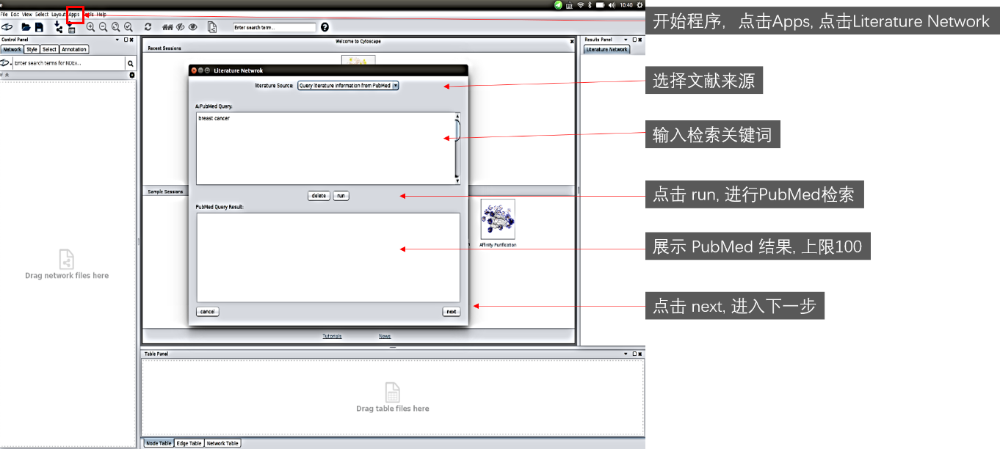 10:40
File Edit View Select Layout Apps Tools Help
开始程序, 点击Apps, 点击Literature Network
Enter search term...
Control Panel
Network Style Select Annotation
Enter search terms for NDEx...
Drag network files here
Welcome to Cytoscape
Recent Sessions
Results Panel
Literature Network
Literature Netwrok
literature Source: Query literature information from PubMed
选择文献来源
A:PubMed Query:
breast cancer
输入检索关键词
Sample Sessions
delete run
点击 run, 进行PubMed检索
PubMed Query Result:
Affinity Purification
展示 PubMed 结果, 上限100
cancel next
点击 next, 进入下一步
Tutorials News
Table Panel
Drag table files here
Node Table Edge Table Network Table